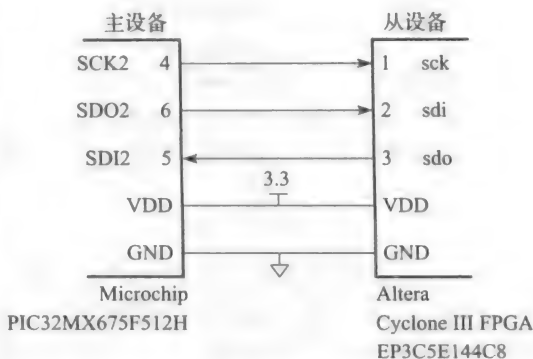 主设备 从设备
SCK2 4 1 sck
SDO2 6 2 sdi
SDI2 5 3 sdo
3.3
VDD VDD
GND GND
Microchip Altera
PIC32MX675F512H Cyclone III FPGA
EP3C5E144C8